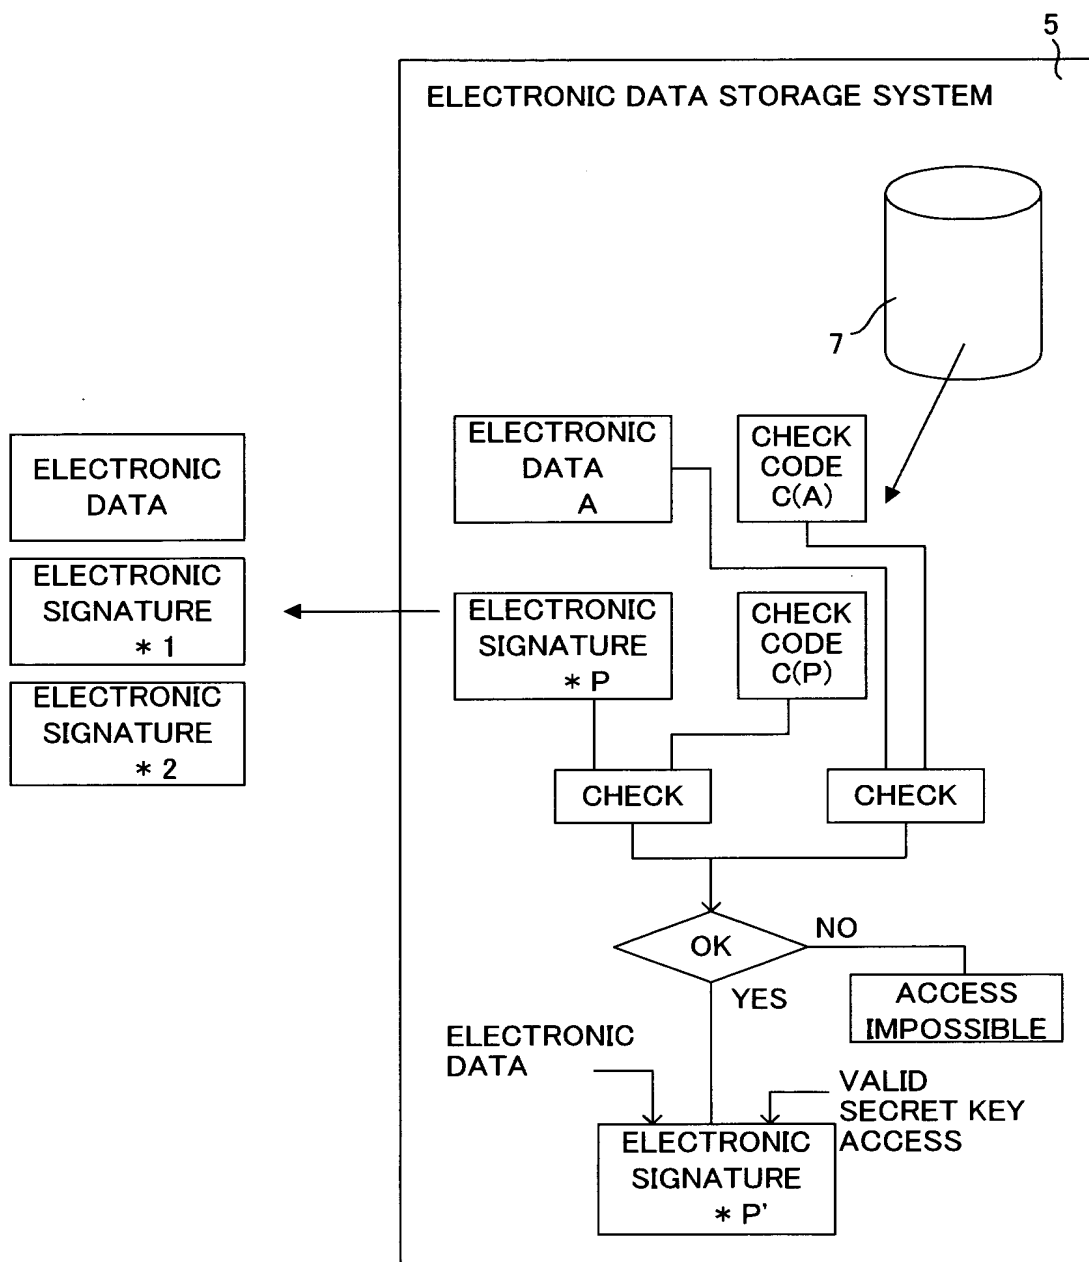 5
ELECTRONIC DATA STORAGE SYSTEM
7
ELECTRONIC
DATA
ELECTRONIC
SIGNATURE
* 1
ELECTRONIC
SIGNATURE
* 2
ELECTRONIC
DATA
A
CHECK
CODE
C(A)
ELECTRONIC
SIGNATURE
* P
CHECK
CODE
C(P)
CHECK
CHECK
OK
NO
YES
ACCESS
IMPOSSIBLE
ELECTRONIC
DATA
VALID
SECRET KEY
ACCESS
ELECTRONIC
SIGNATURE
* P'